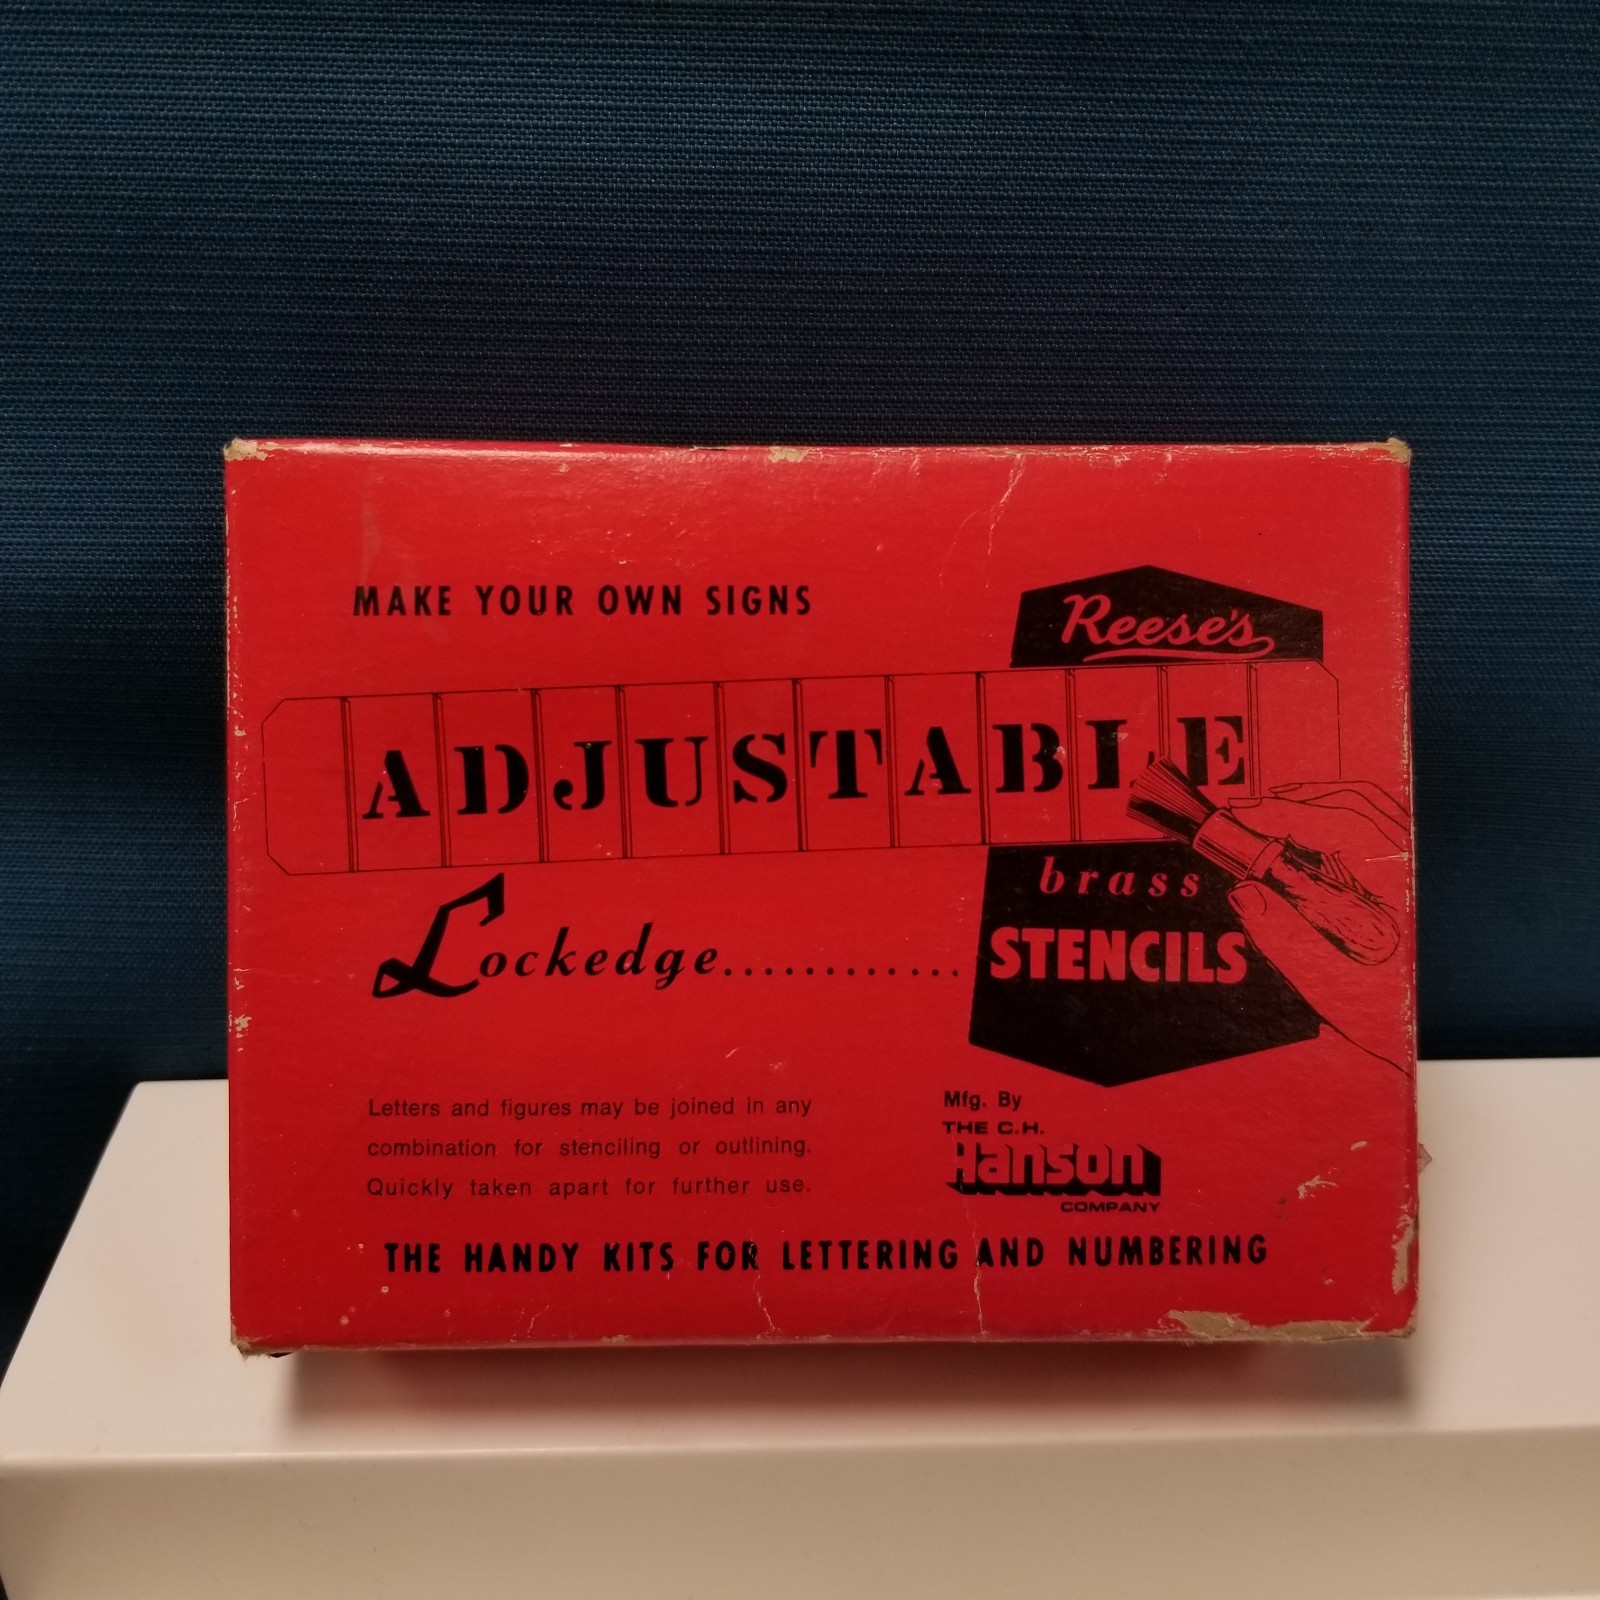 MAKE YOUR OWN SIGNS
Reese's
ADJUSTABLE
brass
Lockedge............ STENCILS
Letters and figures may be joined in any
combination for stenciling or outlining.
Quickly taken apart for further use.
Mfg. By
THE C.H.
Hanson
COMPANY
THE HANDY KITS FOR LETTERING AND NUMBERING